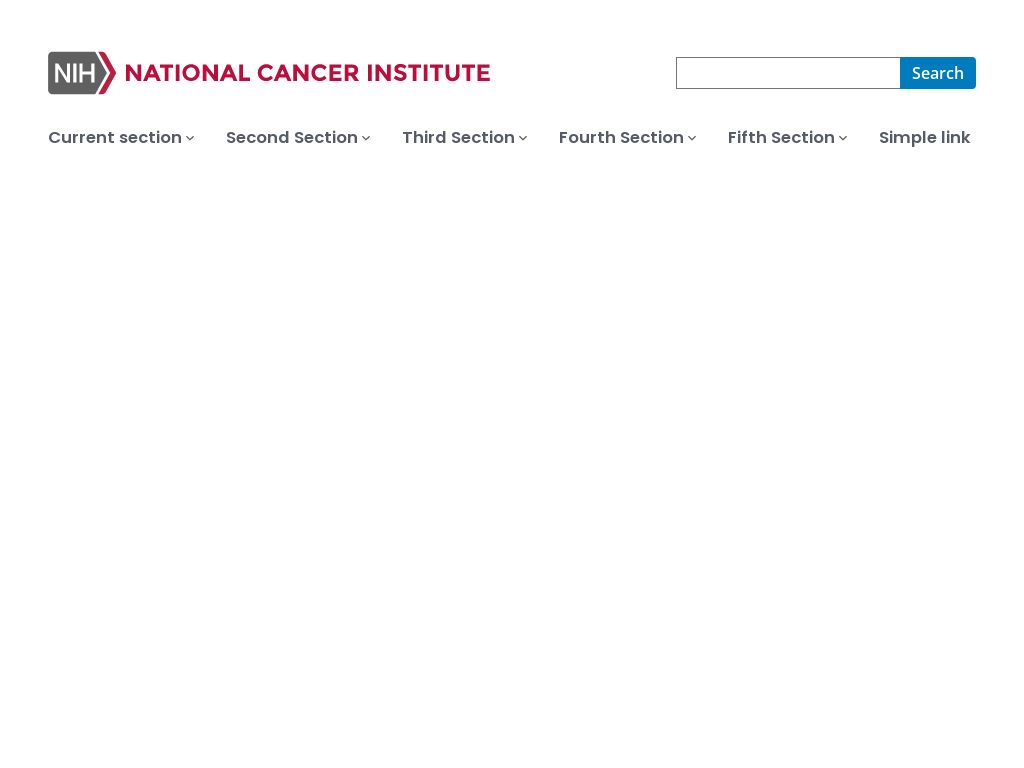 NIH NATIONAL CANCER INSTITUTE
Search
Current section Second Section Third Section Fourth Section Fifth Section Simple link